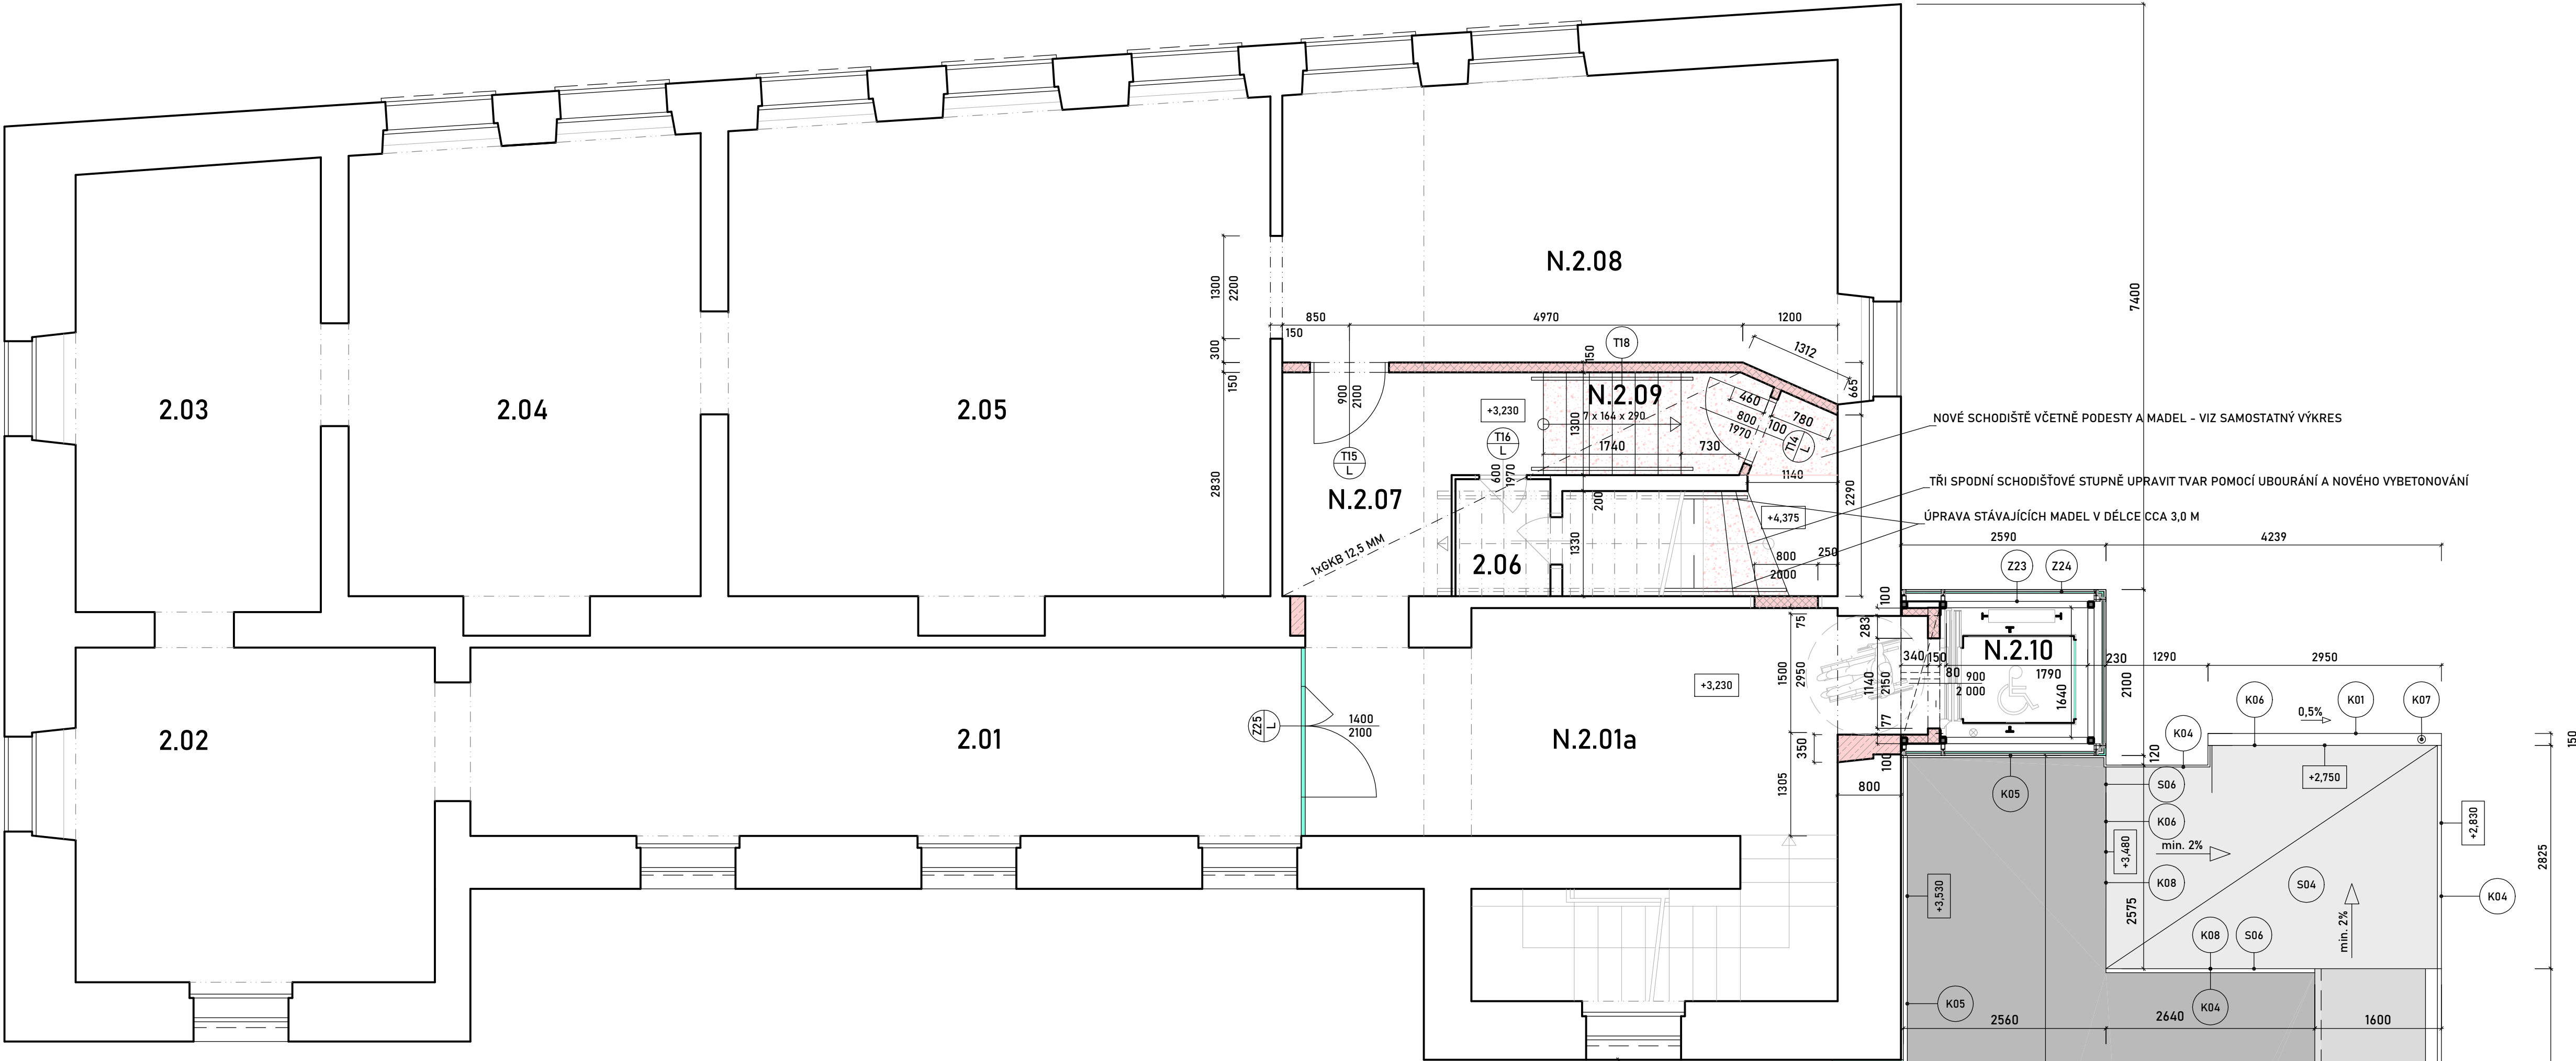 2.03
2.04
2.05
N.2.08
1300
2200
300
150
2830
850
150
4970
1200
1312
665
T18
150
N.2.09
7 x 164 x 290
+3,230
1300
1740
730
460
800
1970
100
780
T14
L
1140
900
2100
T15
L
T16
L
600
1970
N.2.07
200
1330
2.06
1xGKB 12,5 MM
+4,375
800
2000
250
2290
7400
NOVÉ SCHODIŠTĚ VČETNĚ PODESTY A MADEL - VIZ SAMOSTATNÝ VÝKRES
TŘI SPODNÍ SCHODIŠŤOVÉ STUPNĚ UPRAVIT TVAR POMOCÍ UBOURÁNÍ A NOVÉHO VYBETONOVÁNÍ
ÚPRAVA STÁVAJÍCÍCH MADEL V DÉLCE CCA 3,0 M
2590
4239
Z23
Z24
100
283
75
1500
2950
1140
2150
77
350
100
1305
800
340
150
N.2.10
80
900
2 000
1790
1640
230
2100
1290
2950
2.02
2.01
Z25
L
1400
2100
N.2.01a
+3,230
K06
K01
K07
0,5%
K04
120
150
+2,750
K05
S06
K06
+3,480
min. 2%
K08
+2,830
2825
S04
K04
+3,530
2575
min. 2%
K08
S06
K05
K04
2560
2640
1600